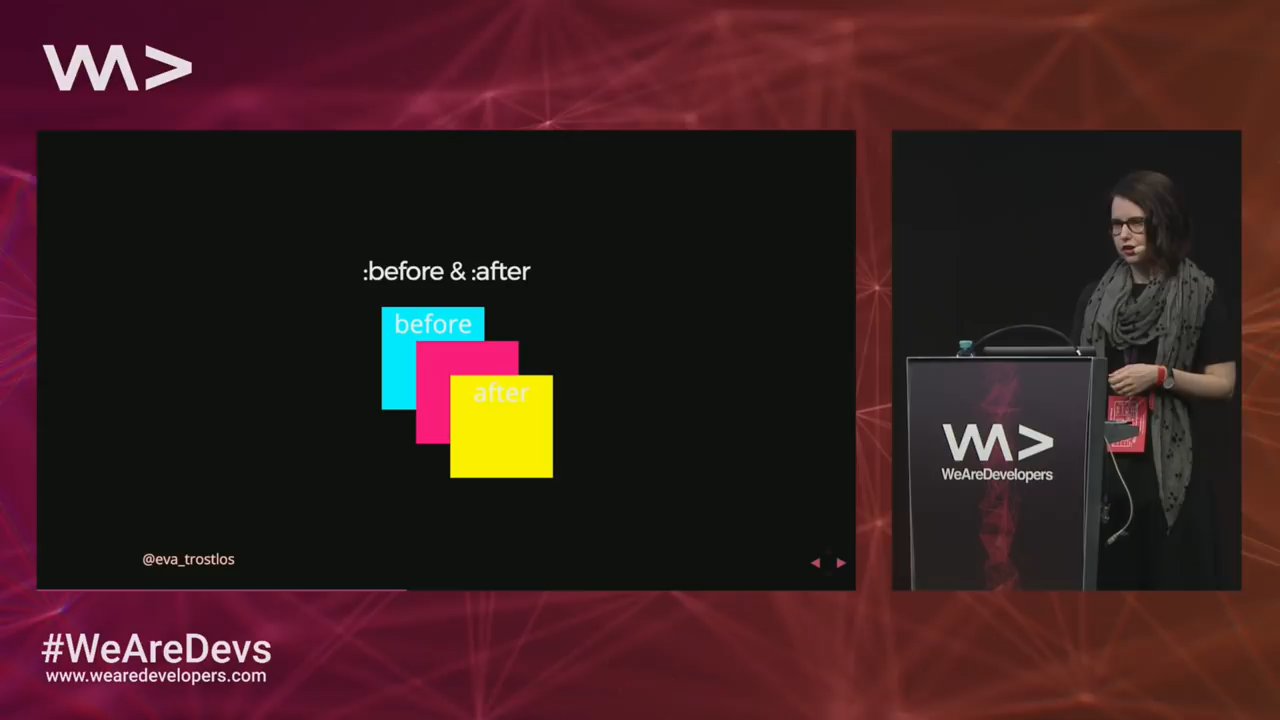 :before & :after
before
after
@eva_trostlos
WeAreDevelopers
#WeAreDevs
www.wearedevelopers.com